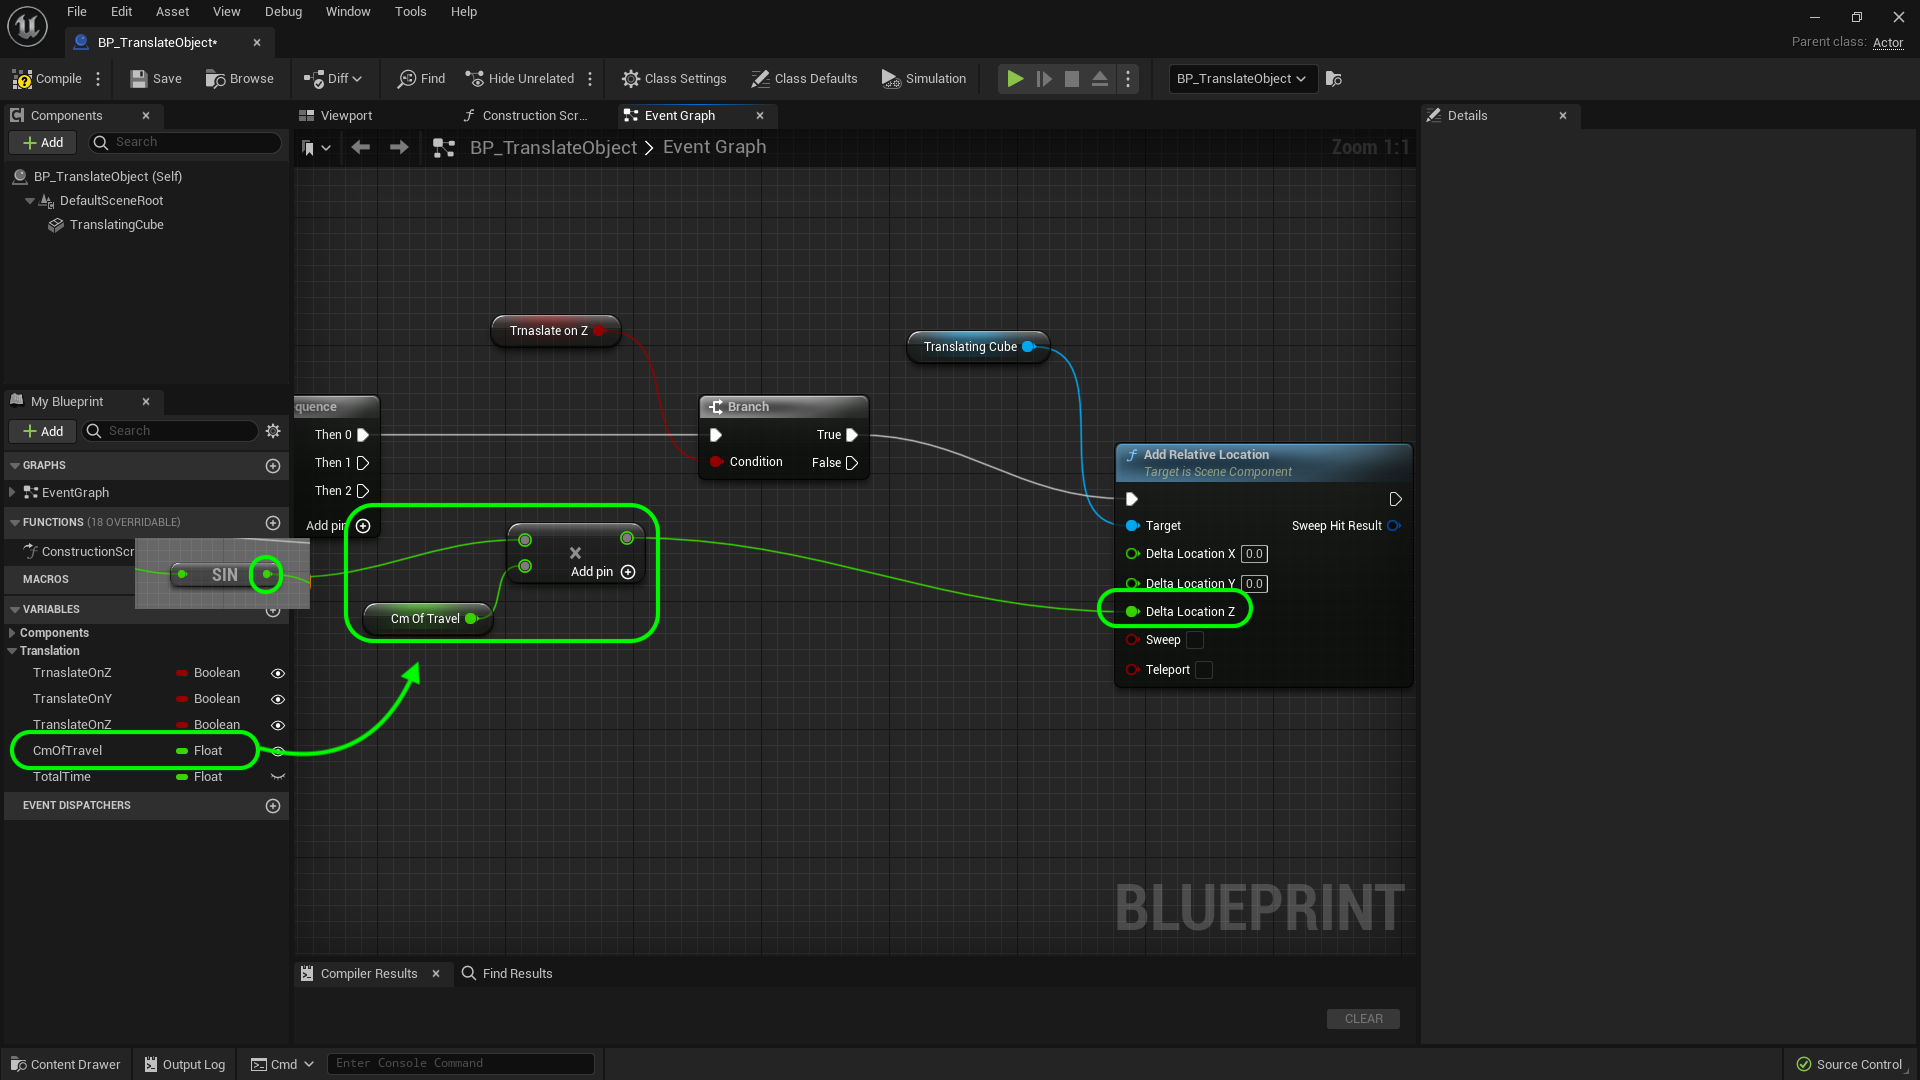 File Edit Asset View Debug Window Tools Help
BP_TranslateObject*
Parent class: Actor
Compile Save Browse Diff Find Hide Unrelated Class Settings Class Defaults Simulation BP_TranslateObject
Components
Add Search
BP_TranslateObject (Self)
DefaultSceneRoot
TranslatingCube
My Blueprint
Add Search
GRAPHS
EventGraph
FUNCTIONS (18 OVERRIDABLE)
ConstructionScr
MACROS
VARIABLES
Components
Translation
TrnaslateOnZ Boolean
TranslateOnY Boolean
TranslateOnZ Boolean
CmOfTravel Float
TotalTime Float
EVENT DISPATCHERS
SIN
Viewport Construction Scr... Event Graph
BP_TranslateObject > Event Graph
Zoom 1:1
Trnaslate on Z
Translating Cube
quence
Then 0
Then 1
Then 2
Add pin
Branch
True
Condition False
Add pin
Cm Of Travel
Add Relative Location
Target is Scene Component
Target Sweep Hit Result
Delta Location X 0.0
Delta Location Y 0.0
Delta Location Z
Sweep
Teleport
BLUEPRINT
Compiler Results Find Results
CLEAR
Details
Content Drawer Output Log Cmd Enter Console Command Source Control